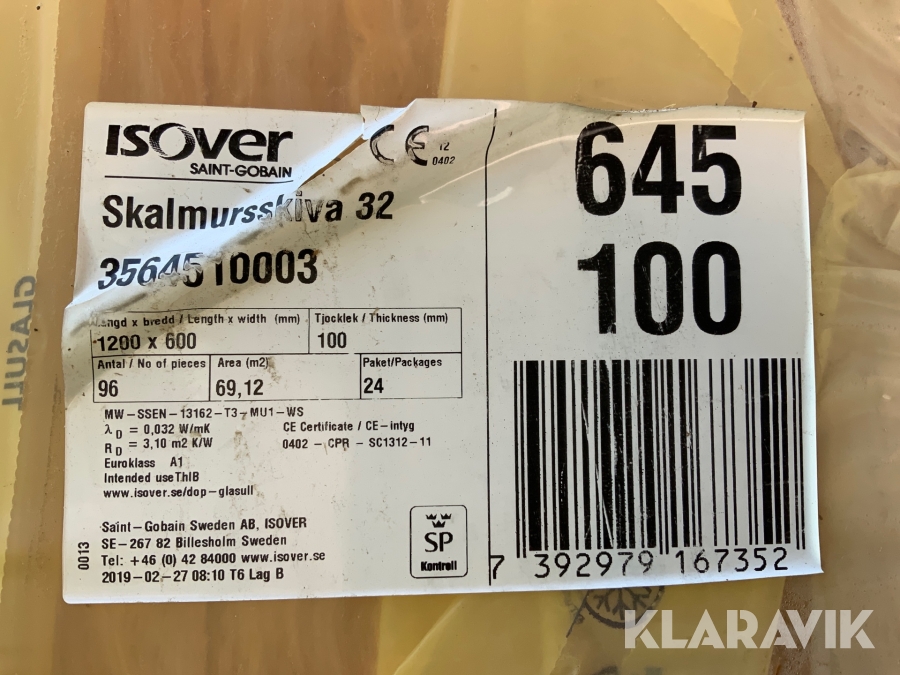 ISOver
SAINT-GOBAIN
CE 12
0402
Skalmursskiva 32
3564510003
Längd x bredd / Length x width (mm)
1200 x 600
Tjocklek / Thickness (mm)
100
Antal / No of pieces
96
Area (m2)
69,12
Paket/Packages
24
MW-SSEN-13162-T3-MU1-WS
λD = 0,032 W/mK
RD = 3,10 m2 K/W
CE Certificate / CE-intyg
0402-CPR-SC1312-11
Euroklass A1
Intended use ThIB
www.isover.se/dop-glasull
Saint-Gobain Sweden AB, ISOVER
SE-267 82 Billesholm Sweden
Tel: +46 (0) 42 84000 www.isover.se
2019-02-27 08:10 T6 Lag B
0013
SP
Kontroll
645
100
7 392979 167352
GLASULL
KLARAVIK